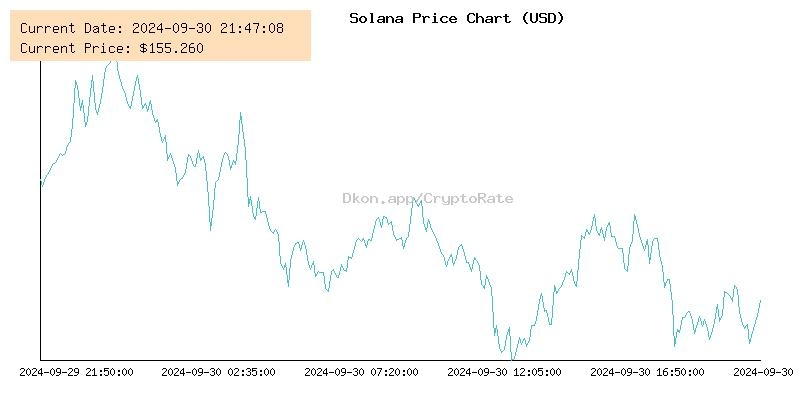 Solana Price Chart (USD)
Current Date: 2024-09-30 21:47:08
Current Price: $155.260
Dkon.app/CryptoRate
2024-09-29 21:50:00 2024-09-30 02:35:00 2024-09-30 07:20:00 2024-09-30 12:05:00 2024-09-30 16:50:00 2024-09-30